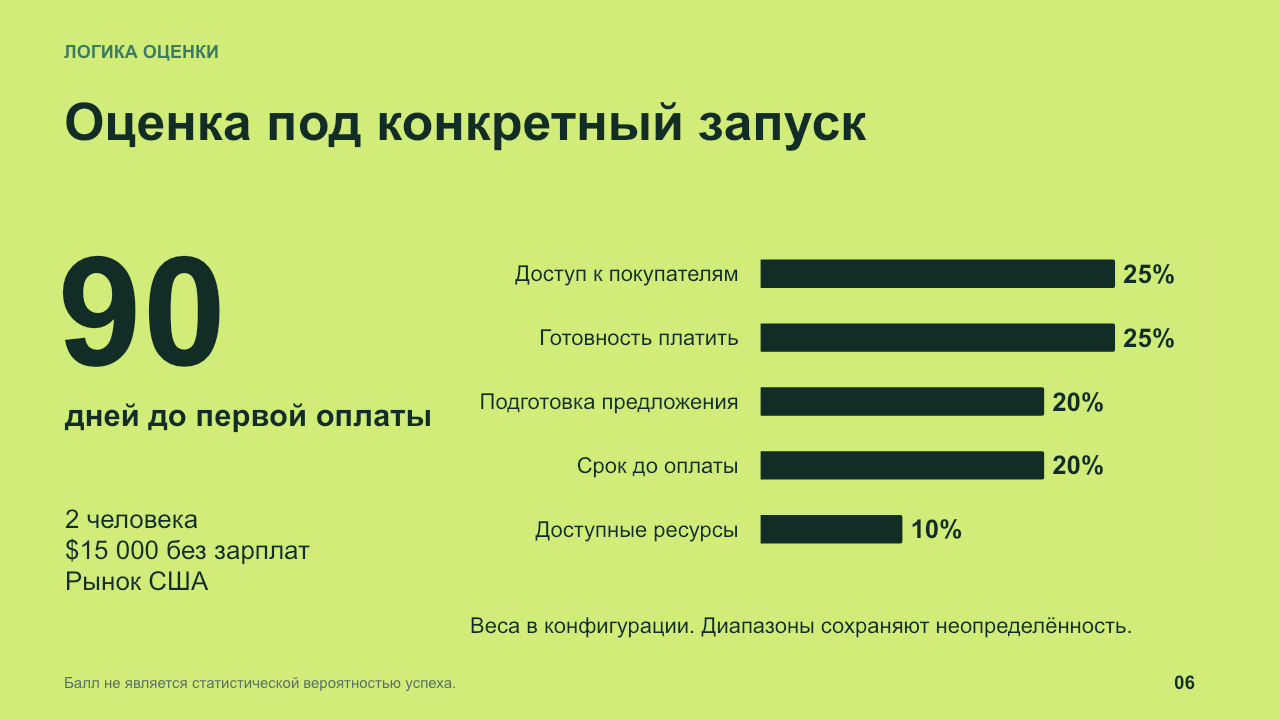 ЛОГИКА ОЦЕНКИ
Оценка под конкретный запуск
90
дней до первой оплаты
2 человека
$15 000 без зарплат
Рынок США
Доступ к покупателям 25%
Готовность платить 25%
Подготовка предложения 20%
Срок до оплаты 20%
Доступные ресурсы 10%
Веса в конфигурации. Диапазоны сохраняют неопределённость.
Балл не является статистической вероятностью успеха.
06